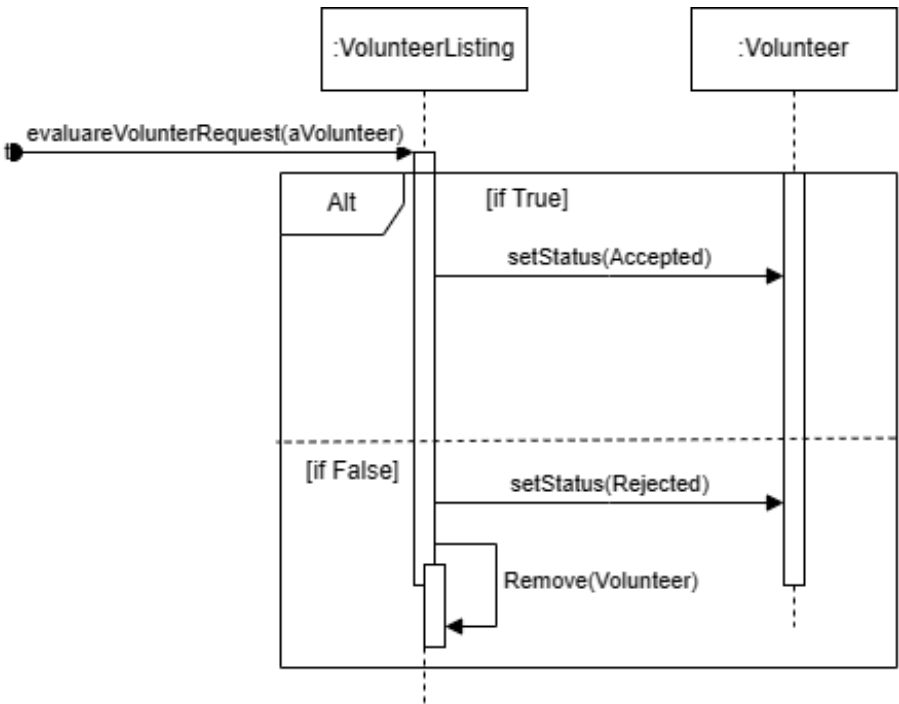 :VolunteerListing
:Volunteer
evaluareVolunterRequest(aVolunteer)
t
Alt
[if True]
setStatus(Accepted)
[if False]
setStatus(Rejected)
Remove(Volunteer)